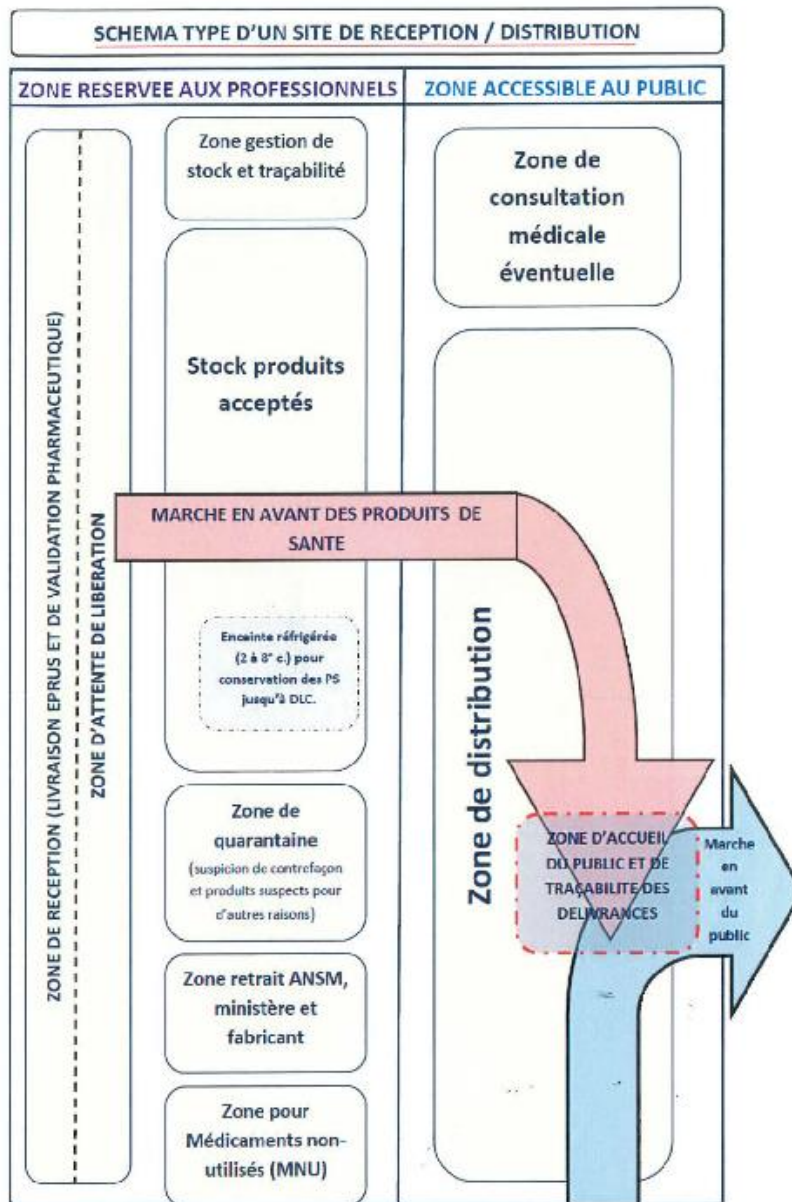 SCHEMA TYPE D'UN SITE DE RECEPTION / DISTRIBUTION
ZONE RESERVEE AUX PROFESSIONNELS
ZONE ACCESSIBLE AU PUBLIC
ZONE DE RECEPTION (LIVRAISON EPRUS ET DE VALIDATION PHARMACEUTIQUE)
ZONE D'ATTENTE DE LIBERATION
Zone gestion de
stock et traçabilité
Stock produits
acceptés
MARCHE EN AVANT DES PRODUITS DE
SANTE
Enceinte réfrigérée
(2 à 8° c.) pour
conservation des PS
jusqu'à DLC.
Zone de
quarantaine
(suspicion de contrefaçon
et produits suspects pour
d'autres raisons)
Zone retrait ANSM,
ministère et
fabricant
Zone pour
Médicaments non-
utilisés (MNU)
Zone de
consultation
médicale
éventuelle
Zone de distribution
ZONE D'ACCUEIL
DU PUBLIC ET DE
TRAÇABILITE DES
DELIVRANCES
Marche
en
avant
du
public